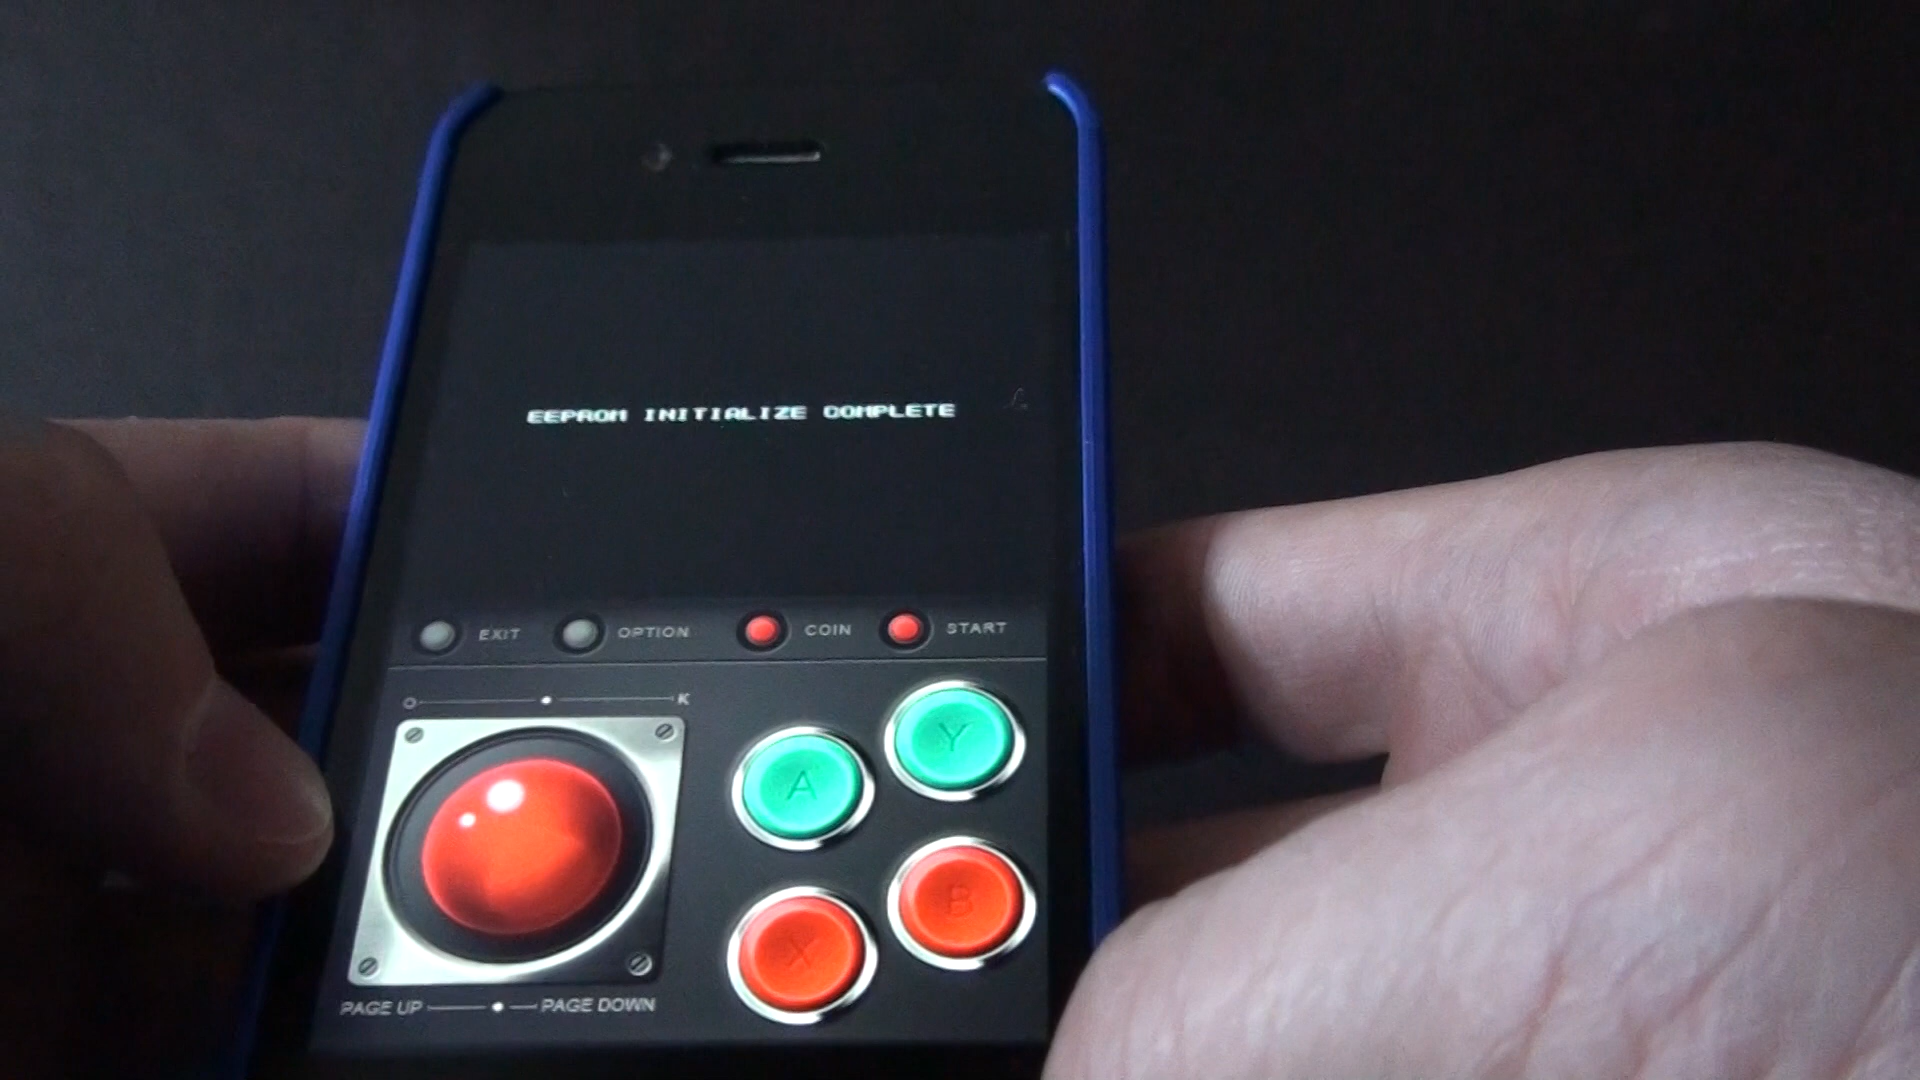 EEPROM INITIALIZE COMPLETE
EXIT OPTION COIN START
O K
A Y
X B
PAGE UP PAGE DOWN